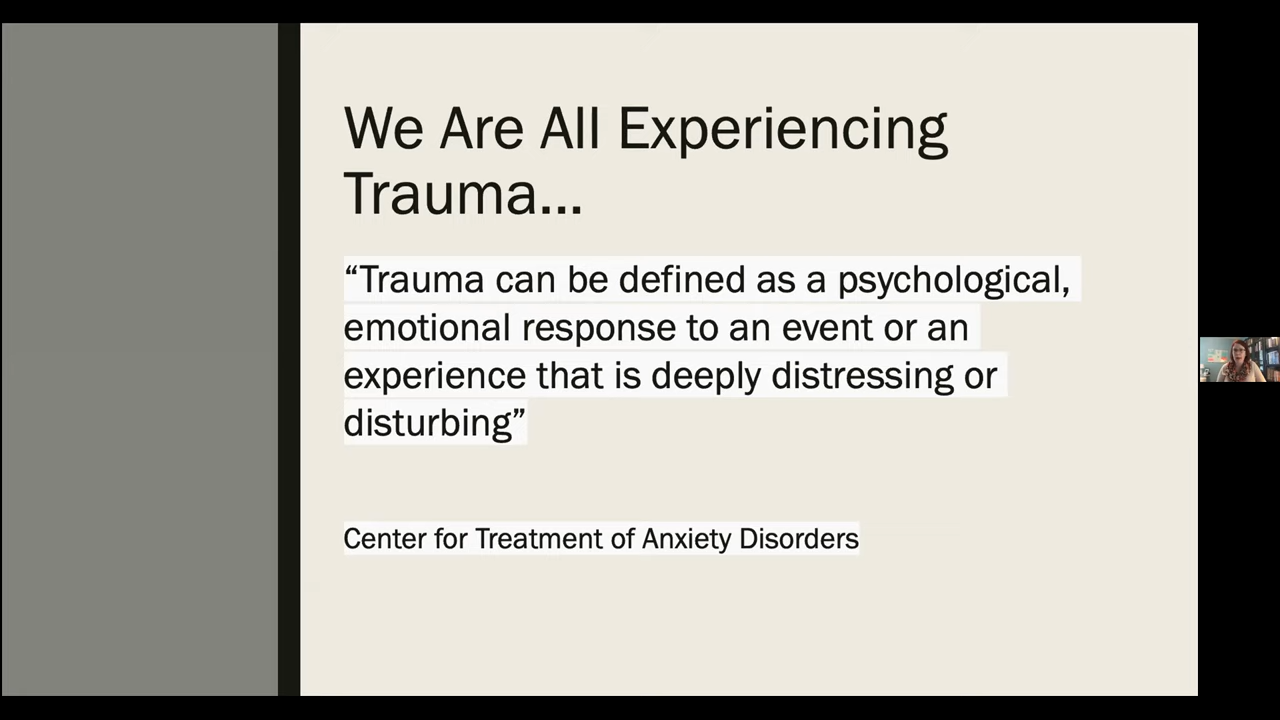 We Are All Experiencing
Trauma...
“Trauma can be defined as a psychological,
emotional response to an event or an
experience that is deeply distressing or
disturbing”
Center for Treatment of Anxiety Disorders